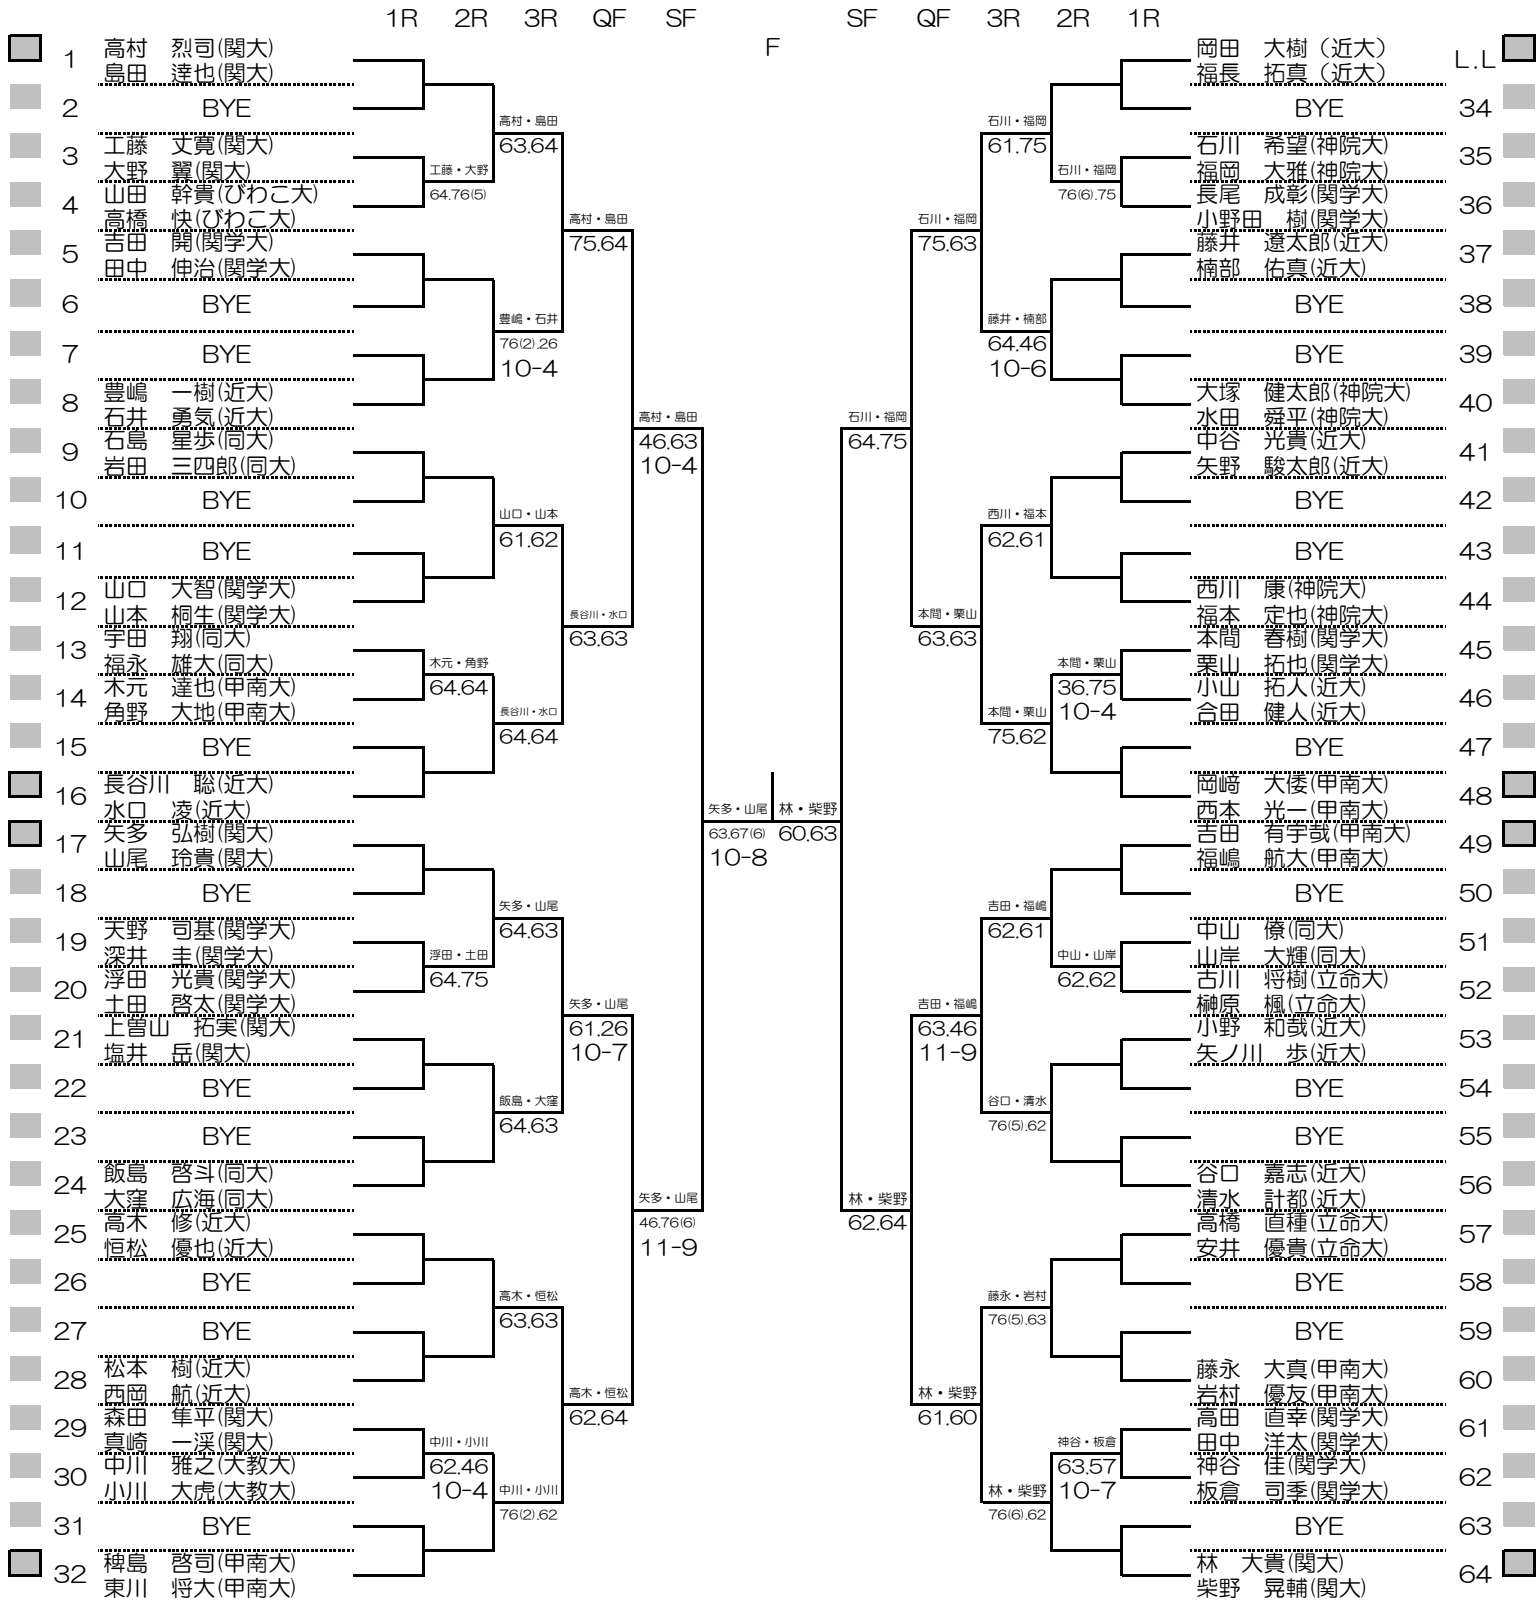 1R 2R 3R QF SF
F
SF QF 3R 2R 1R
1 高村 烈司(関大)
島田 達也(関大)
2 BYE
3 工藤 丈寛(関大)
大野 翼(関大)
4 山田 幹貴(びわこ大)
高橋 快(びわこ大)
5 吉田 開(関学大)
田中 伸治(関学大)
6 BYE
7 BYE
8 豊嶋 一樹(近大)
石井 勇気(近大)
9 石島 星歩(同大)
岩田 三四郎(同大)
10 BYE
11 BYE
12 山口 大智(関学大)
山本 桐生(関学大)
13 宇田 翔(同大)
福永 雄大(同大)
14 木元 達也(甲南大)
角野 大地(甲南大)
15 BYE
16 長谷川 聡(近大)
水口 凌(近大)
17 矢多 弘樹(関大)
山尾 玲貴(関大)
18 BYE
19 天野 司基(関学大)
深井 圭(関学大)
20 浮田 光貴(関学大)
土田 啓太(関学大)
21 上曽山 拓実(関大)
塩井 岳(関大)
22 BYE
23 BYE
24 飯島 啓斗(同大)
大窪 広海(同大)
25 高木 修(近大)
恒松 優也(近大)
26 BYE
27 BYE
28 松本 樹(近大)
西岡 航(近大)
29 森田 隼平(関大)
真崎 一渓(関大)
30 中川 雅之(大教大)
小川 大虎(大教大)
31 BYE
32 稗島 啓司(甲南大)
東川 将大(甲南大)
工藤・大野
64.76(5)
木元・角野
64.64
浮田・土田
64.75
中川・小川
62.46
10-4
高村・島田
63.64
豊嶋・石井
76(2).26
10-4
山口・山本
61.62
長谷川・水口
64.64
矢多・山尾
64.63
飯島・大窪
64.63
高木・恒松
63.63
中川・小川
76(2).62
高村・島田
75.64
長谷川・水口
63.63
矢多・山尾
61.26
10-7
高木・恒松
62.64
高村・島田
46.63
10-4
矢多・山尾
46.76(6)
11-9
矢多・山尾
63.67(6)
10-8
林・柴野
60.63
石川・福岡
64.75
林・柴野
62.64
石川・福岡
75.63
本間・栗山
63.63
吉田・福嶋
63.46
11-9
林・柴野
61.60
石川・福岡
61.75
藤井・楠部
64.46
10-6
西川・福本
62.61
本間・栗山
75.62
吉田・福嶋
62.61
谷口・清水
76(5).62
藤永・岩村
76(5).63
林・柴野
76(6).62
石川・福岡
76(6).75
本間・栗山
36.75
10-4
中山・山岸
62.62
神谷・板倉
63.57
10-7
岡田 大樹（近大） L.L
福長 拓真（近大）
BYE 34
石川 希望(神院大) 35
福岡 大雅(神院大)
長尾 成彰(関学大) 36
小野田 樹(関学大)
藤井 遼太郎(近大) 37
楠部 佑真(近大)
BYE 38
BYE 39
大塚 健太郎(神院大) 40
水田 舜平(神院大)
中谷 光貴(近大) 41
矢野 駿太郎(近大)
BYE 42
BYE 43
西川 康(神院大) 44
福本 定也(神院大)
本間 春樹(関学大) 45
栗山 拓也(関学大)
小山 拓人(近大) 46
合田 健人(近大)
BYE 47
岡﨑 大倭(甲南大) 48
西本 光一(甲南大)
吉田 有宇哉(甲南大) 49
福嶋 航大(甲南大)
BYE 50
中山 僚(同大) 51
山岸 大輝(同大)
古川 将樹(立命大) 52
榊原 楓(立命大)
小野 和哉(近大) 53
矢ノ川 歩(近大)
BYE 54
BYE 55
谷口 嘉志(近大) 56
清水 計都(近大)
高橋 直種(立命大) 57
安井 優貴(立命大)
BYE 58
BYE 59
藤永 大真(甲南大) 60
岩村 優友(甲南大)
高田 直幸(関学大) 61
田中 洋太(関学大)
神谷 佳(関学大) 62
板倉 司季(関学大)
BYE 63
林 大貴(関大) 64
柴野 晃輔(関大)